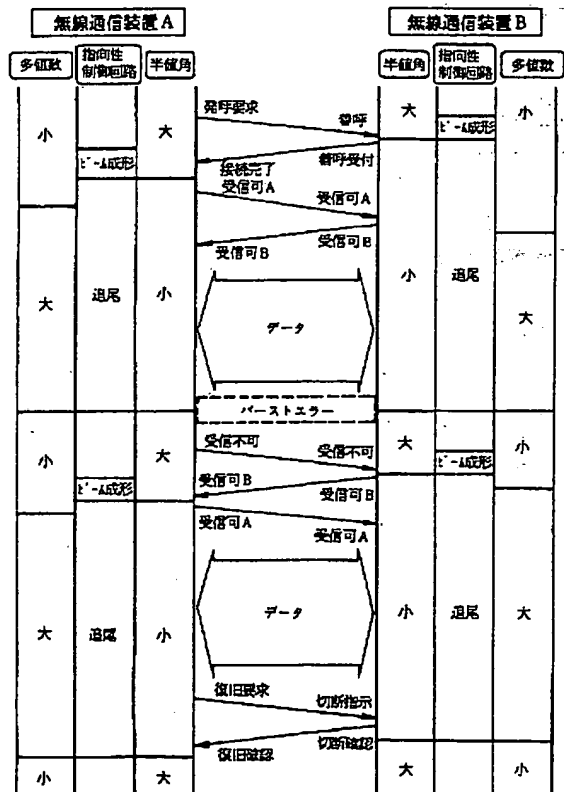 無線通信装置A
無線通信装置B
多値数
指向性
制御回路
半値角
半値角
指向性
制御回路
多値数
小
大
発呼要求
着呼
大
ビーム成形
小
ビーム成形
接続完了
着呼受付
受信可A
受信可A
受信可B
受信可B
大
追尾
小
データ
小
追尾
大
バーストエラー
小
大
受信不可
受信不可
大
ビーム成形
小
ビーム成形
受信可B
受信可B
受信可A
受信可A
大
追尾
小
データ
小
追尾
大
復旧要求
切断指示
復旧確認
切断確認
小
大
大
小